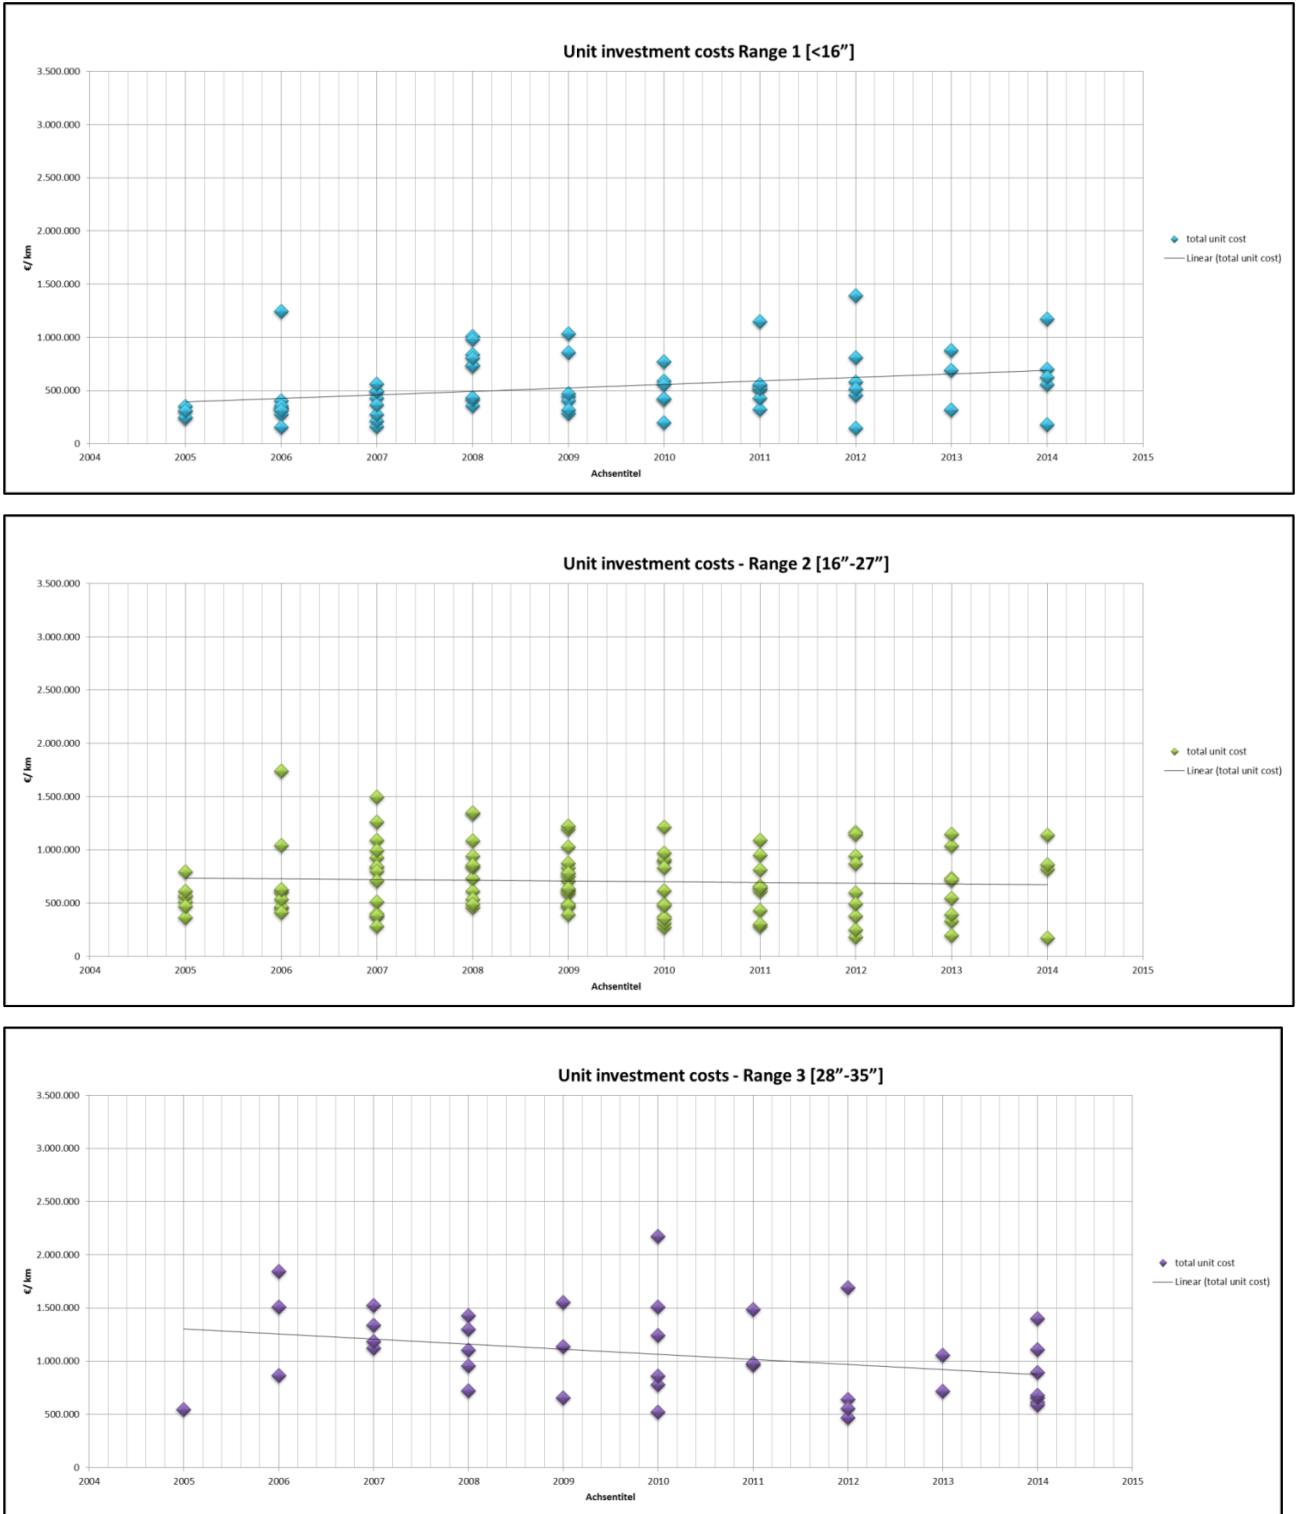 Unit investment costs Range 1 [<16”]
3.500.000
3.000.000
2.500.000
2.000.000
1.500.000
1.000.000
500.000
0
€/ km
2004 2005 2006 2007 2008 2009 2010 2011 2012 2013 2014 2015
Achsentitel
total unit cost
Linear (total unit cost)
Unit investment costs - Range 2 [16”-27”]
3.500.000
3.000.000
2.500.000
2.000.000
1.500.000
1.000.000
500.000
0
€/ km
2004 2005 2006 2007 2008 2009 2010 2011 2012 2013 2014 2015
Achsentitel
total unit cost
Linear (total unit cost)
Unit investment costs - Range 3 [28”-35”]
3.500.000
3.000.000
2.500.000
2.000.000
1.500.000
1.000.000
500.000
0
€/ km
2004 2005 2006 2007 2008 2009 2010 2011 2012 2013 2014 2015
Achsentitel
total unit cost
Linear (total unit cost)